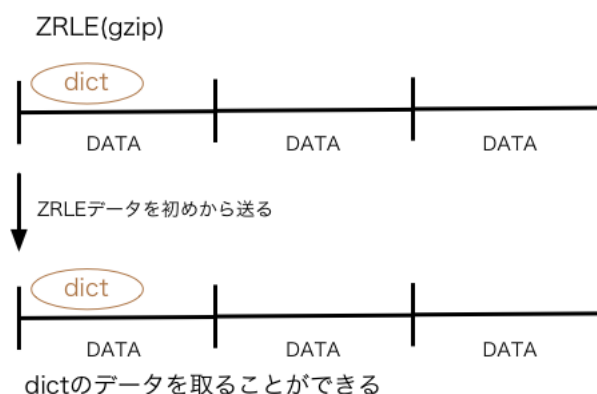 ZRLE(gzip)
dict
DATA DATA DATA
ZRLEデータを初めから送る
dict
DATA DATA DATA
dictのデータを取ることができる